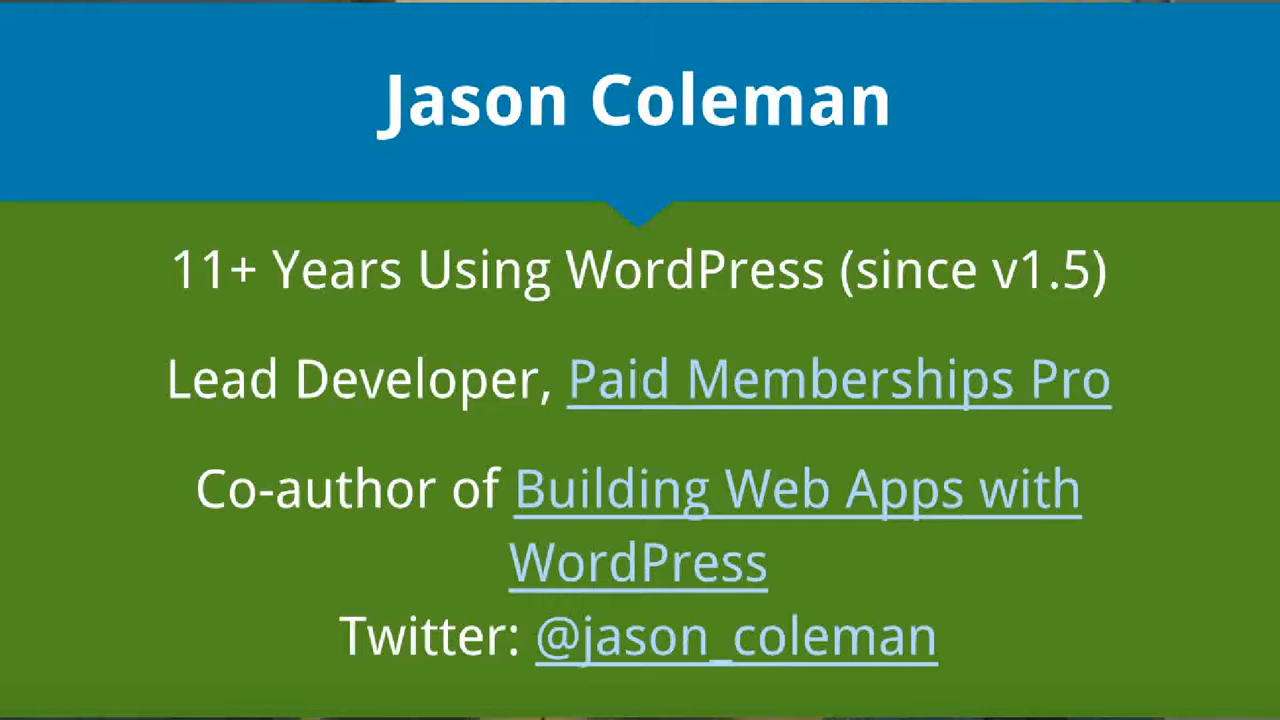 Jason Coleman
11+ Years Using WordPress (since v1.5)
Lead Developer, Paid Memberships Pro
Co-author of Building Web Apps with
WordPress
Twitter: @jason_coleman